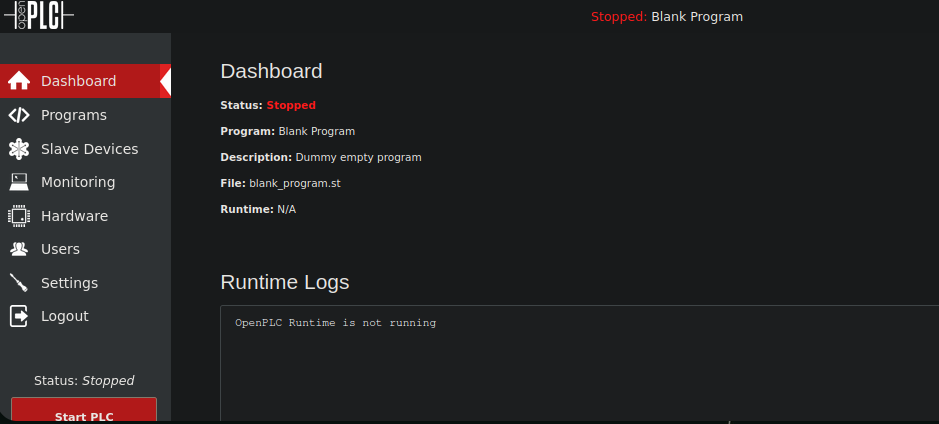 open PLC
Stopped: Blank Program
Dashboard
Programs
Slave Devices
Monitoring
Hardware
Users
Settings
Logout
Status: Stopped
Start PLC
Dashboard
Status: Stopped
Program: Blank Program
Description: Dummy empty program
File: blank_program.st
Runtime: N/A
Runtime Logs
OpenPLC Runtime is not running